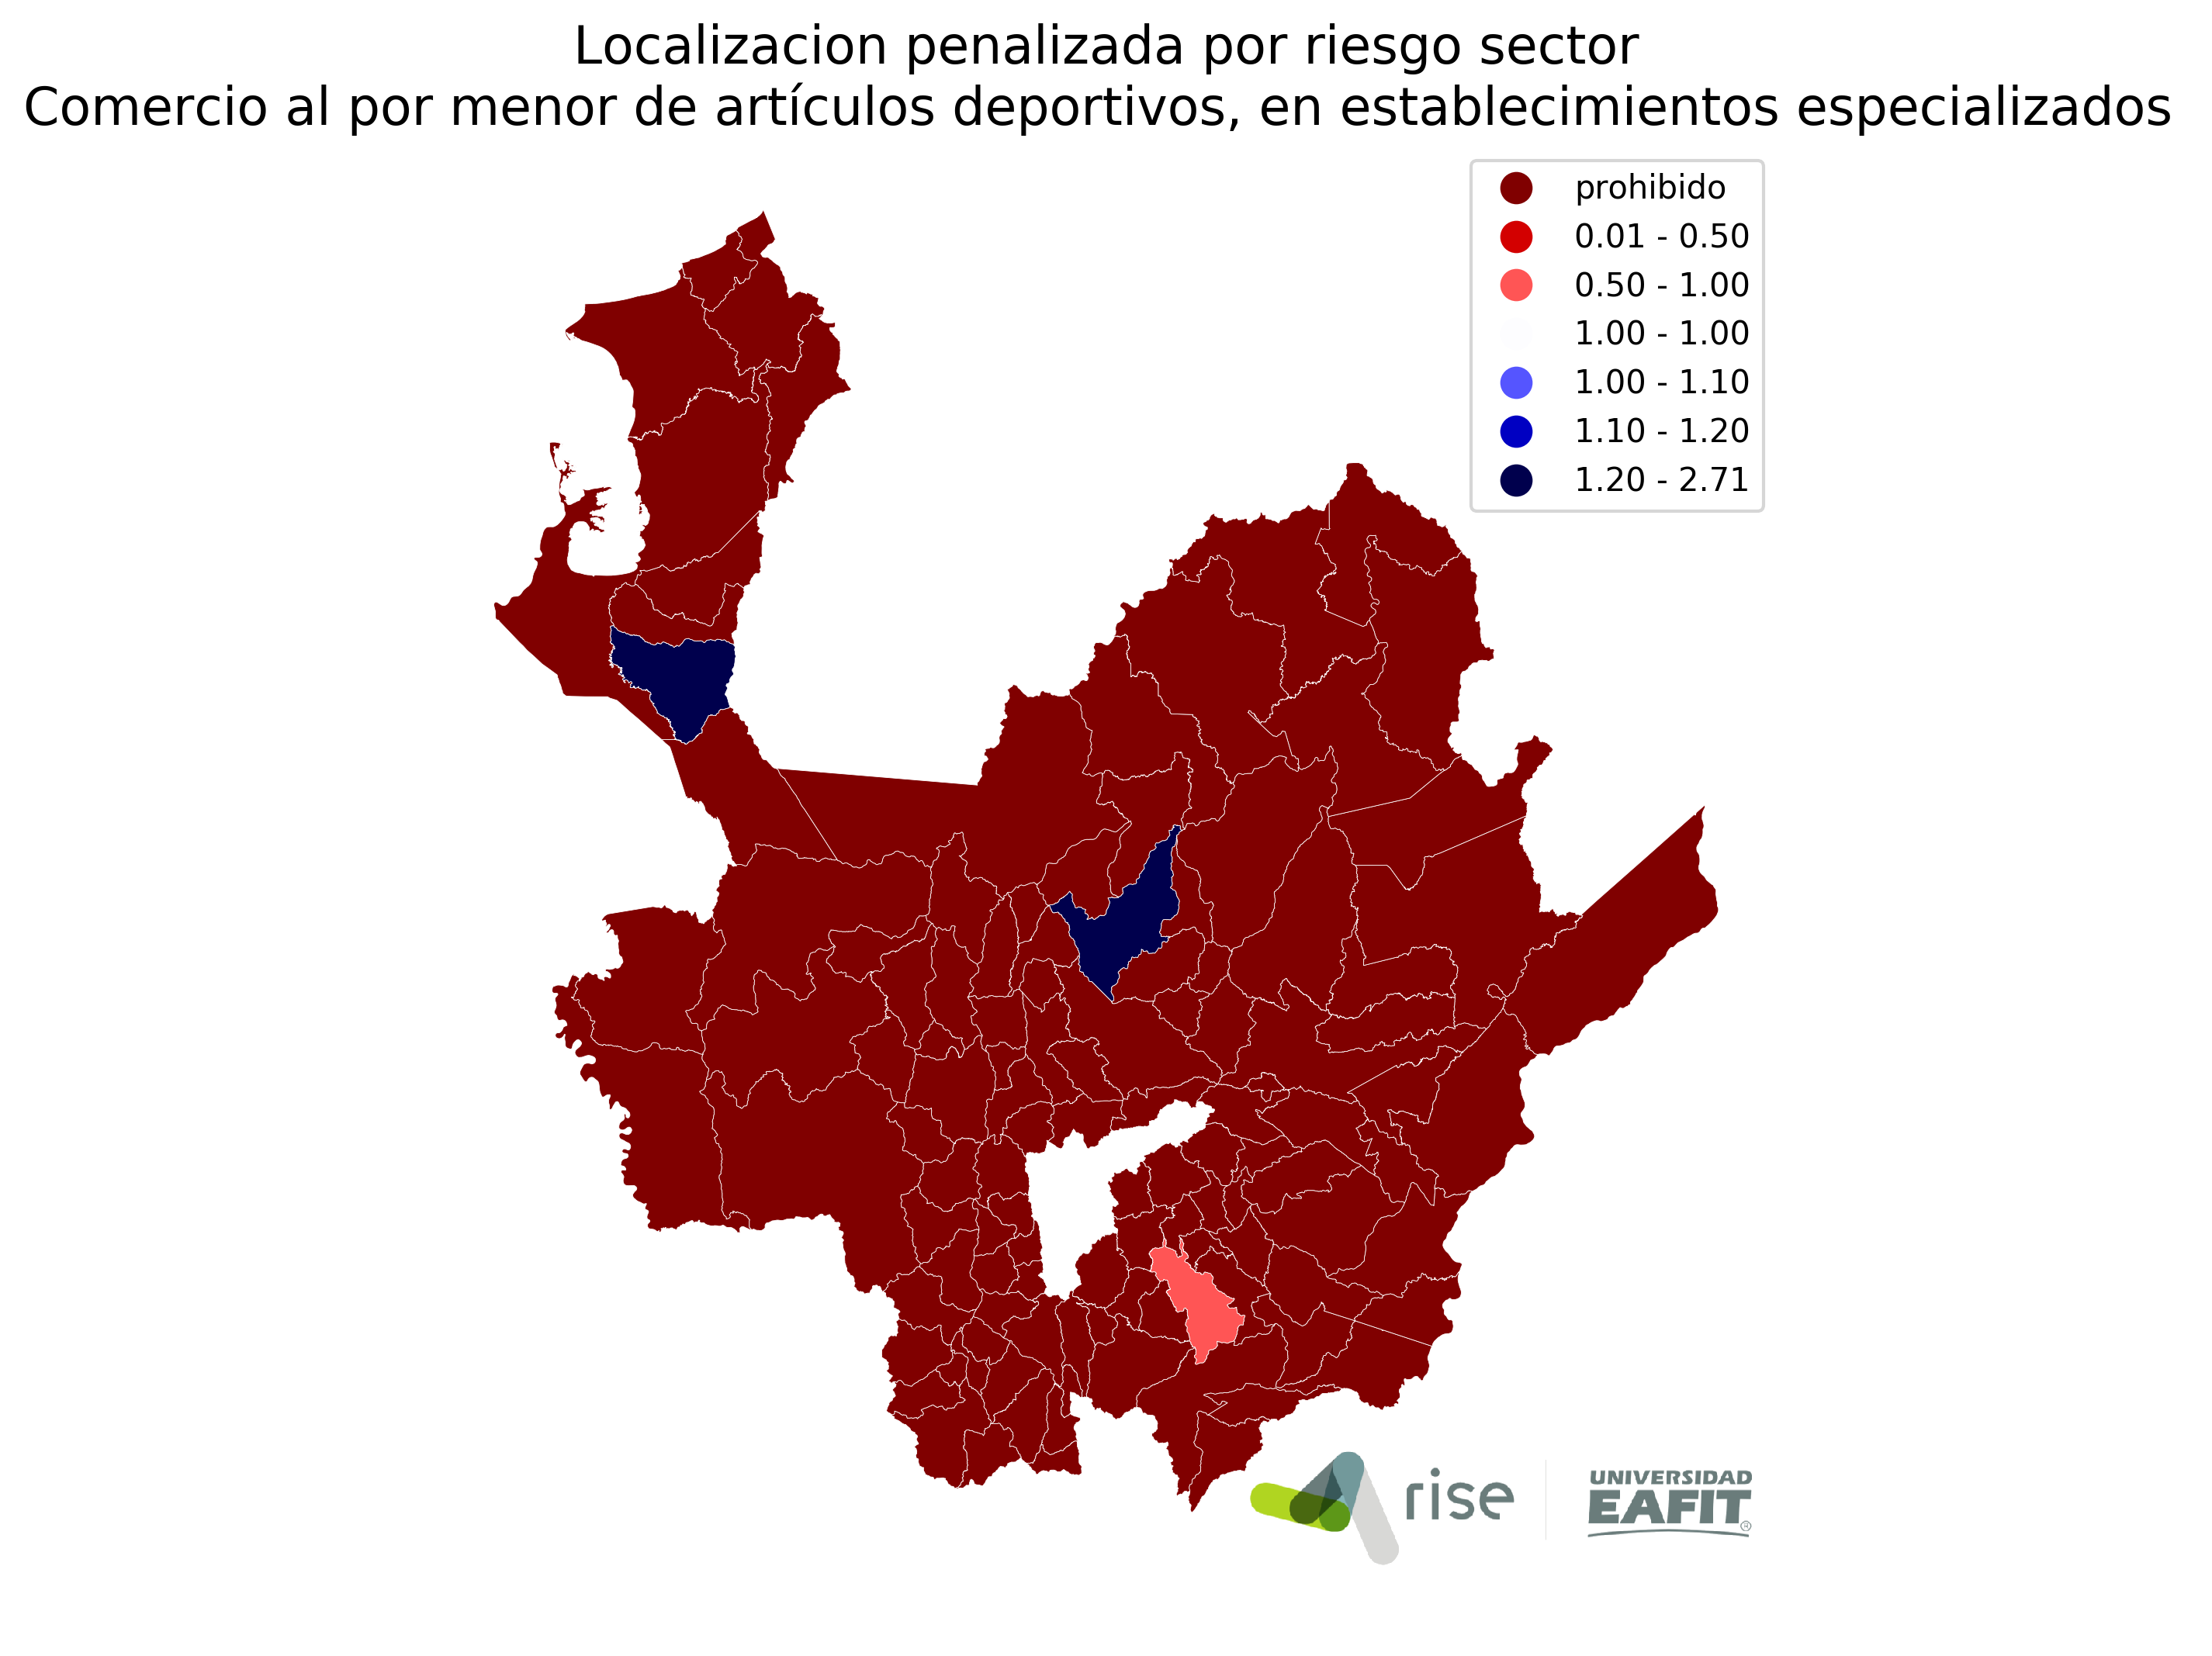 Localizacion penalizada por riesgo sector
Comercio al por menor de artículos deportivos, en establecimientos especializados
prohibido
0.01 - 0.50
0.50 - 1.00
1.00 - 1.00
1.00 - 1.10
1.10 - 1.20
1.20 - 2.71
rise
UNIVERSIDAD
EAFIT®